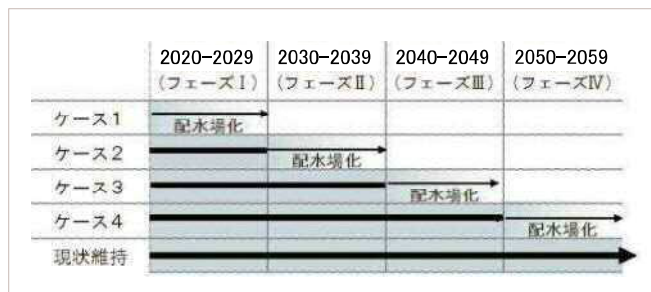 2020-2029 2030-2039 2040-2049 2050-2059
(フェーズⅠ) (フェーズⅡ) (フェーズⅢ) (フェーズⅣ)
ケース1
配水場化
ケース2
配水場化
ケース3
配水場化
ケース4
配水場化
現状維持